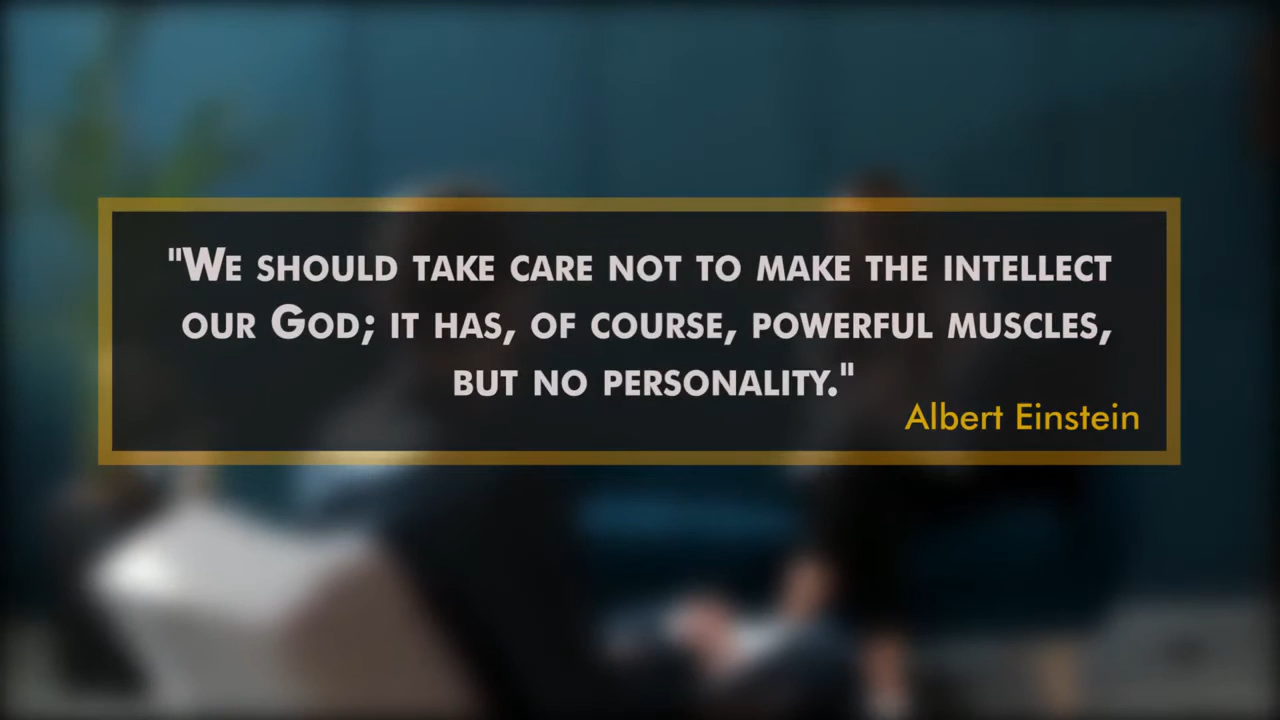 "We should take care not to make the intellect
our God; it has, of course, powerful muscles,
but no personality."
Albert Einstein